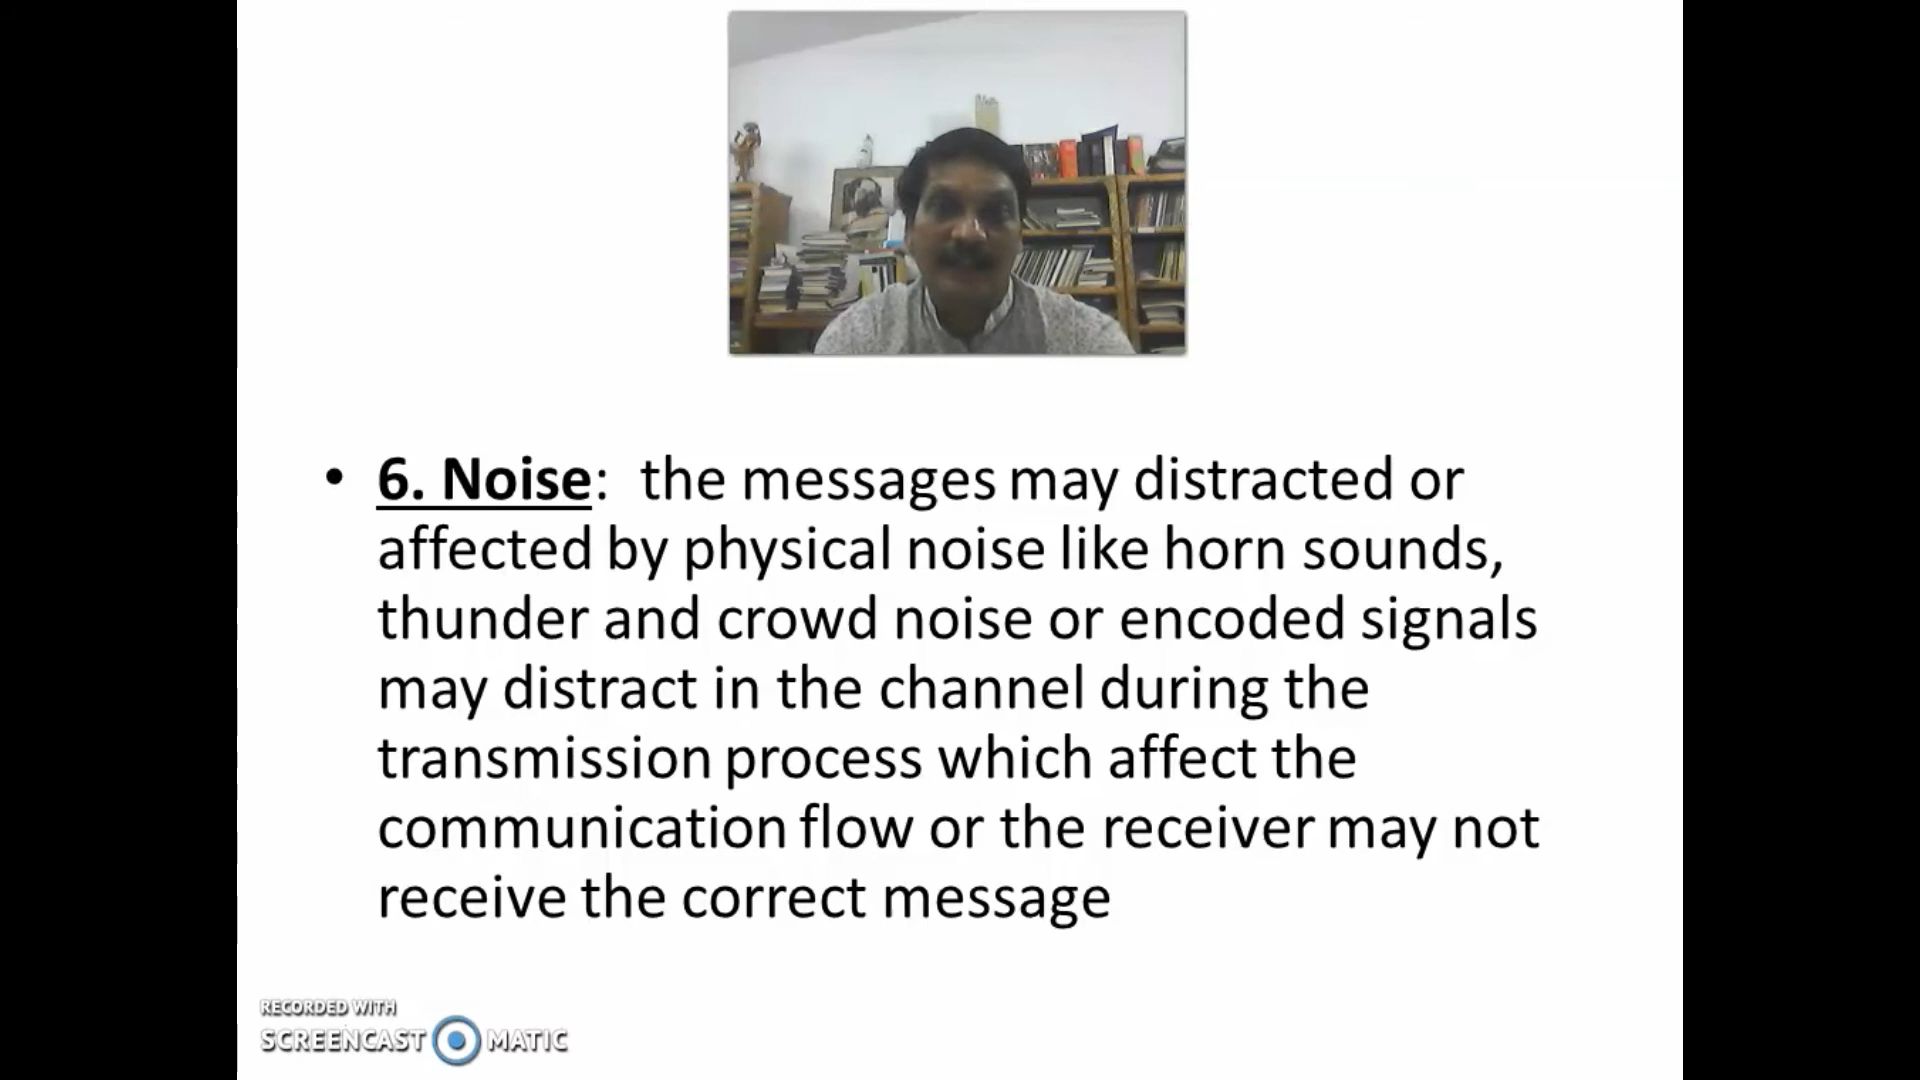 • 6. Noise:  the messages may distracted or
affected by physical noise like horn sounds,
thunder and crowd noise or encoded signals
may distract in the channel during the
transmission process which affect the
communication flow or the receiver may not
receive the correct message
RECORDED WITH
SCREENCAST MATIC